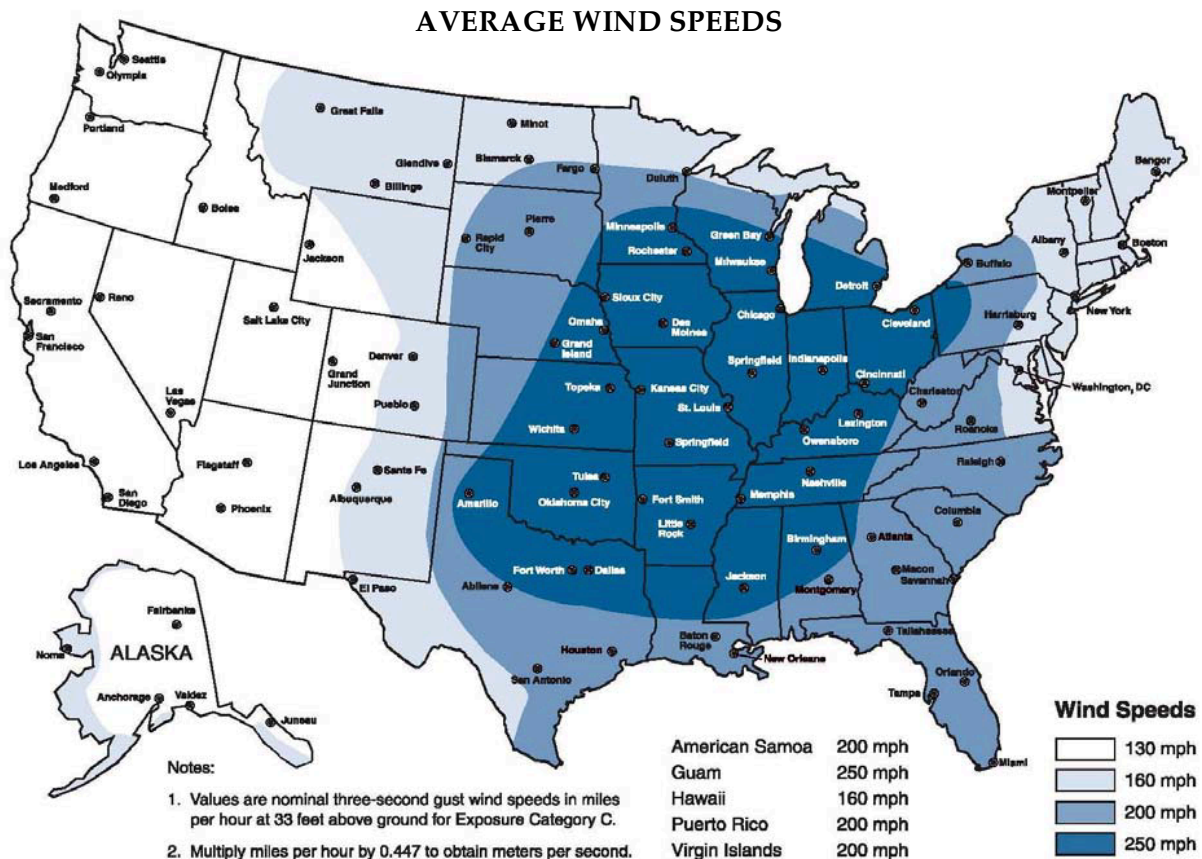 AVERAGE WIND SPEEDS
Seattle
Olympia
Portland
Medford
Boise
Great Falls
Glendive
Billings
Minot
Bismarck
Fargo
Duluth
Bangor
Montpelier
Albany
Boston
Buffalo
New York
Harrisburg
Washington, DC
Jackson
Rapid
City
Pierre
Minneapolis
Rochester
Green Bay
Milwaukee
Detroit
Sacramento
San
Francisco
Reno
Salt Lake City
Sioux City
Omaha
Grand
Island
Des
Moines
Chicago
Cleveland
Denver
Grand
Junction
Pueblo
Las
Vegas
Topeka
Wichita
Kansas City
St. Louis
Springfield
Springfield
Indianapolis
Cincinnati
Charleston
Roanoke
Lexington
Owensboro
Raleigh
Los Angeles
San
Diego
Flagstaff
Phoenix
Sante Fe
Albuquerque
Amarillo
Tulsa
Oklahoma City
Fort Smith
Little
Rock
Memphis
Nashville
Columbia
Birmingham
Atlanta
Macon
Savannah
Montgomery
El Paso
Abilene
Fort Worth
Dallas
Jackson
Houston
San Antonio
Baton
Rouge
New Orleans
Tallahassee
Orlando
Tampa
Miami
ALASKA
Fairbanks
Nome
Anchorage
Valdez
Juneau
Notes:
1. Values are nominal three-second gust wind speeds in miles
per hour at 33 feet above ground for Exposure Category C.
2. Multiply miles per hour by 0.447 to obtain meters per second.
American Samoa 200 mph
Guam 250 mph
Hawaii 160 mph
Puerto Rico 200 mph
Virgin Islands 200 mph
Wind Speeds
130 mph
160 mph
200 mph
250 mph